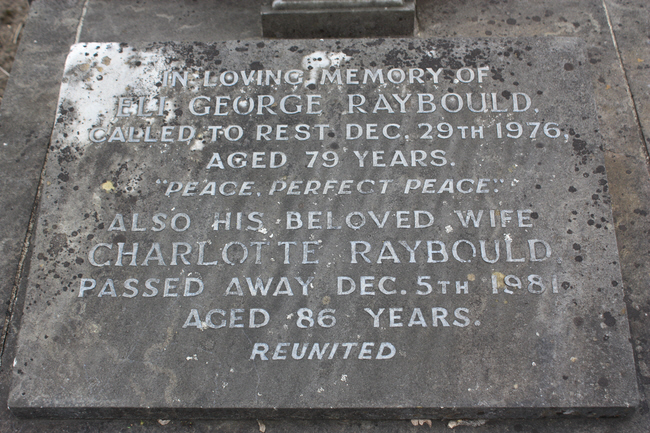 IN LOVING MEMORY OF
ELI GEORGE RAYBOULD,
CALLED TO REST DEC. 29TH 1976,
AGED 79 YEARS.
"PEACE, PERFECT PEACE."
ALSO HIS BELOVED WIFE
CHARLOTTE RAYBOULD
PASSED AWAY DEC. 5TH 1981
AGED 86 YEARS.
REUNITED